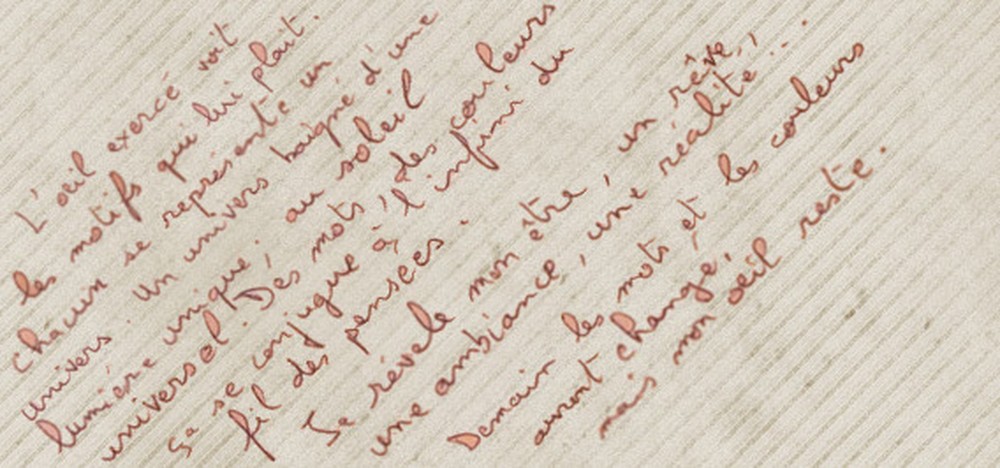 L'oeil exercé voit
les motifs qui lui plait.
chacun se représente un
univers. Un univers baigné d'une
lumière unique, au soleil
universel. Des mots, des couleurs
ça se conjugue à l'infini du
fil des pensées.
Se révèle mon être, un rêve,
une ambiance, une réalité...
Demain les mots et les couleurs
auront changé,
mais mon oeil reste.